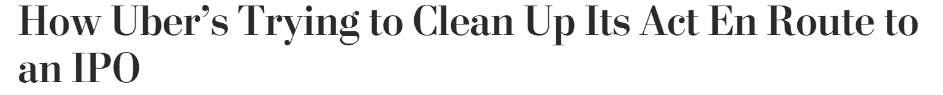 How Uber’s Trying to Clean Up Its Act En Route to
an IPO